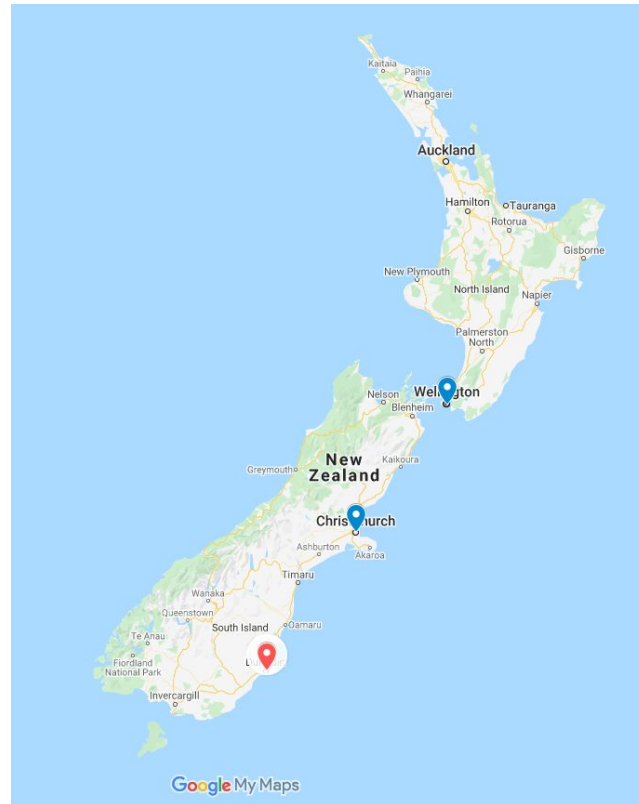 Kaitaia
Paihia
Whangarei
Auckland
Hamilton
Tauranga
Rotorua
Gisborne
New Plymouth
North Island
Napier
Palmerston
North
Nelson
Blenheim
New
Zealand
Kaikoura
Greymouth
Ashburton
Akaroa
Timaru
Wanaka
Queenstown
South Island
Oamaru
Te Anau
Fiordland
National Park
Invercargill
Google My Maps